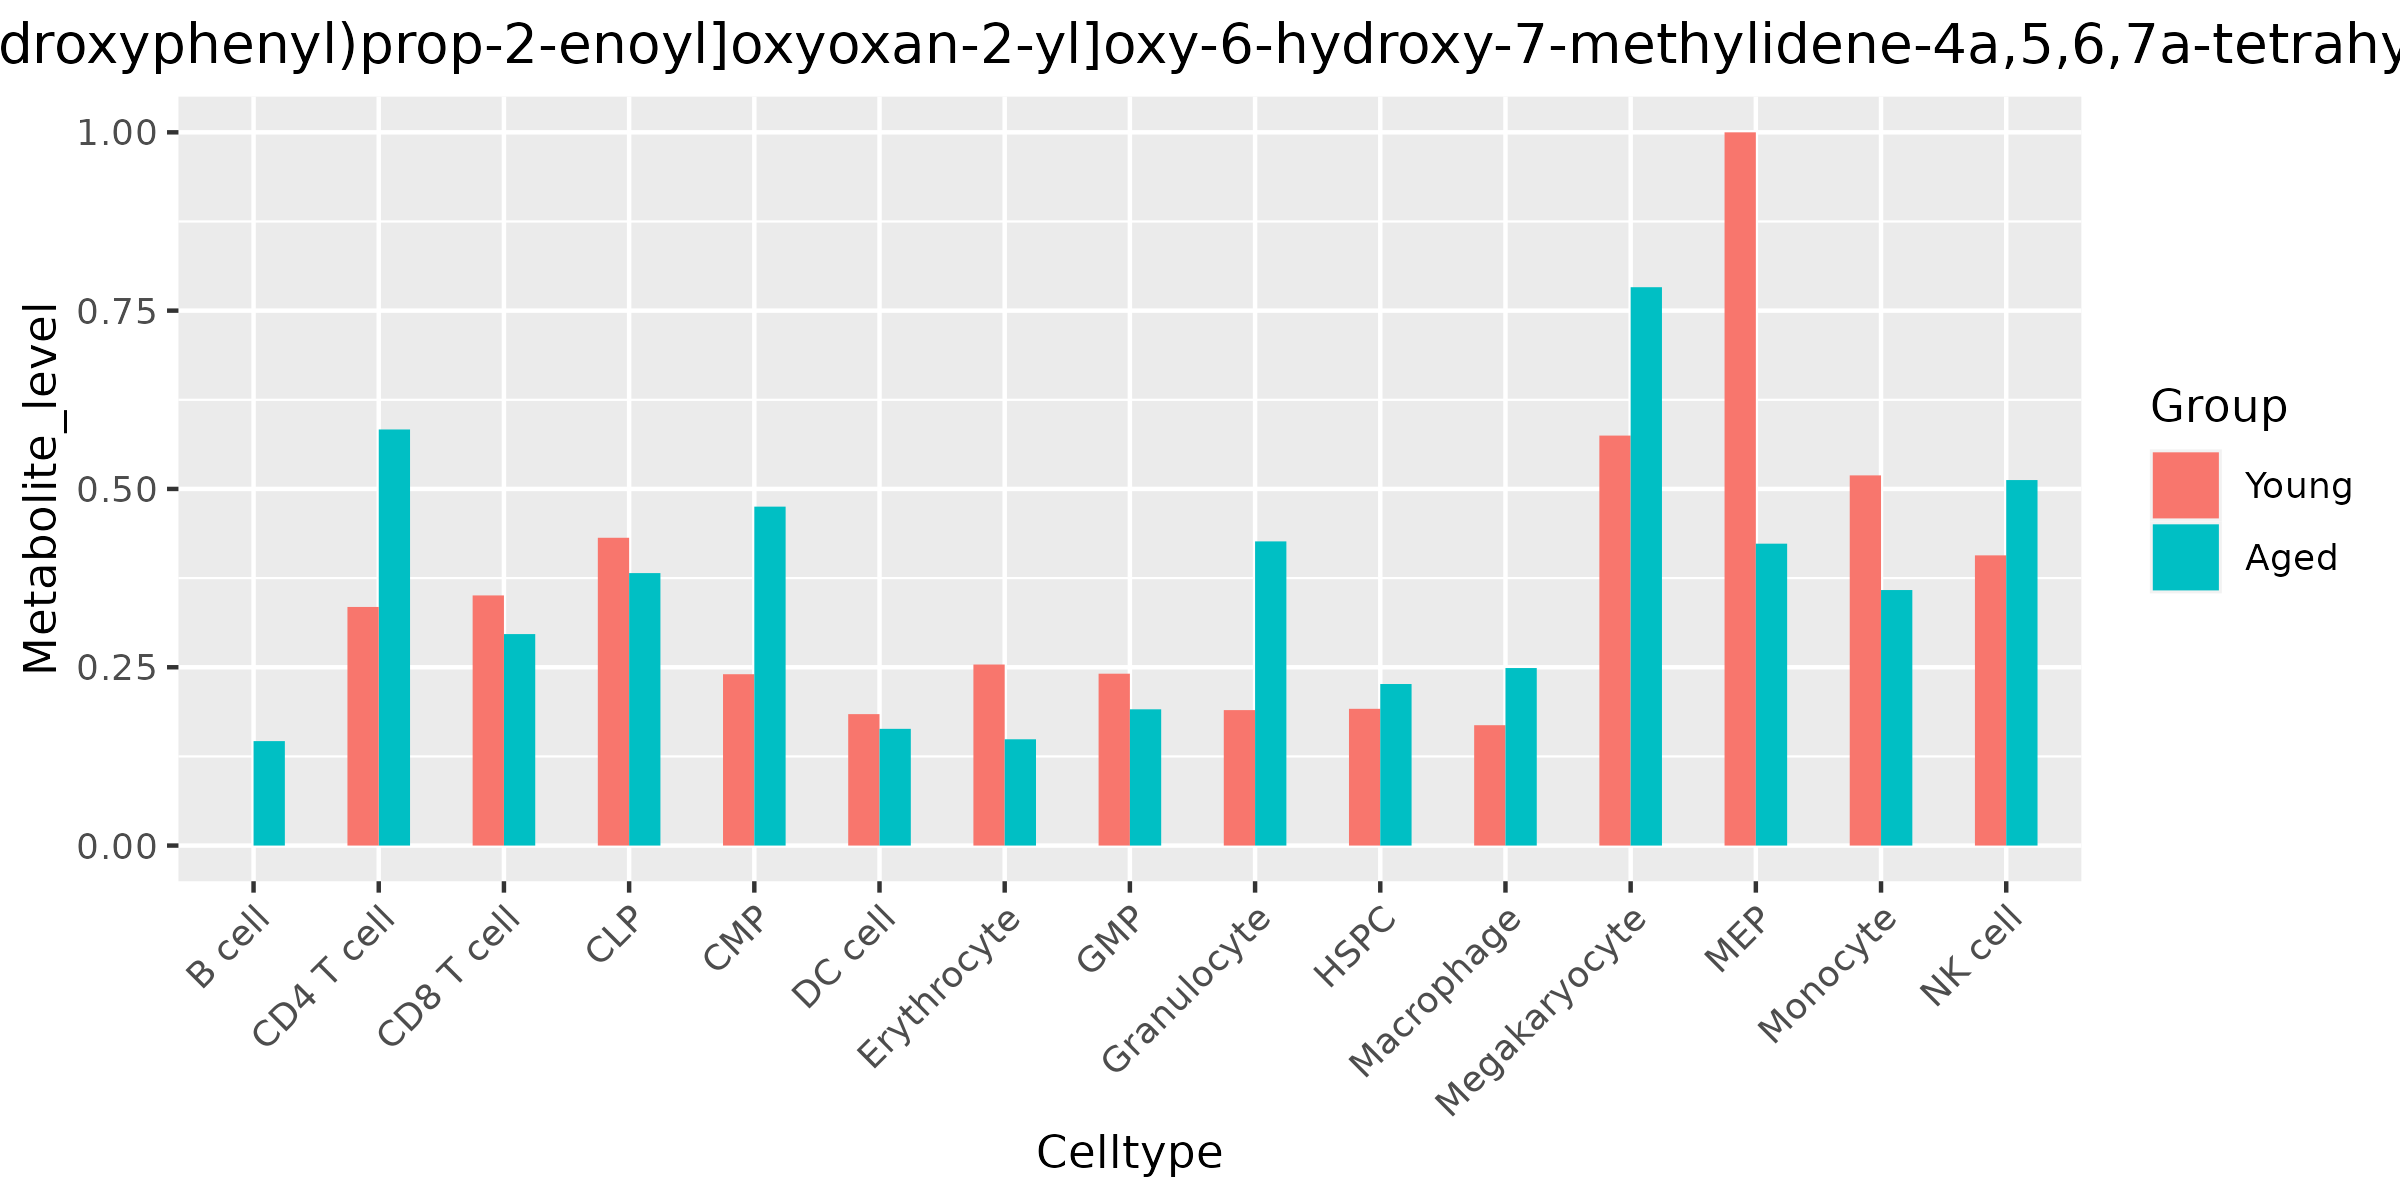 droxyphenyl)prop-2-enoyl]oxyoxan-2-yl]oxy-6-hydroxy-7-methylidene-4a,5,6,7a-tetrahy
Metabolite_level
1.00
0.75
0.50
0.25
0.00
B cell
CD4 T cell
CD8 T cell
CLP
CMP
DC cell
Erythrocyte
GMP
Granulocyte
HSPC
Macrophage
Megakaryocyte
MEP
Monocyte
NK cell
Celltype
Group
Young
Aged